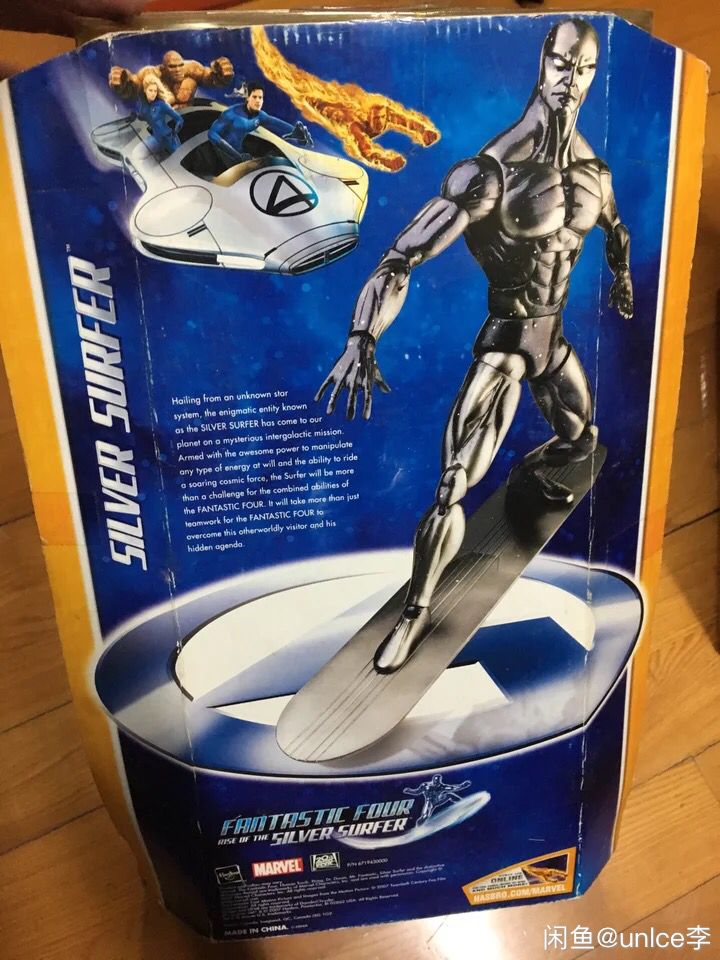 SILVER SURFER™
Hailing from an unknown star
system, the enigmatic entity known
as the SILVER SURFER has come to our
planet on a mysterious intergalactic mission.
Armed with the awesome power to manipulate
any type of energy at will and the ability to ride
a soaring cosmic force, the Surfer will be more
than a challenge for the combined abilities of
the FANTASTIC FOUR. It will take more than just
teamwork for the FANTASTIC FOUR to
overcome this otherworldly visitor and his
hidden agenda.
FANTASTIC FOUR
RISE OF THE SILVER SURFER
Hasbro
MARVEL
P/N 6719430000
ONLINE
HASBRO.COM/MARVEL
MADE IN CHINA.
闲鱼@unIce李